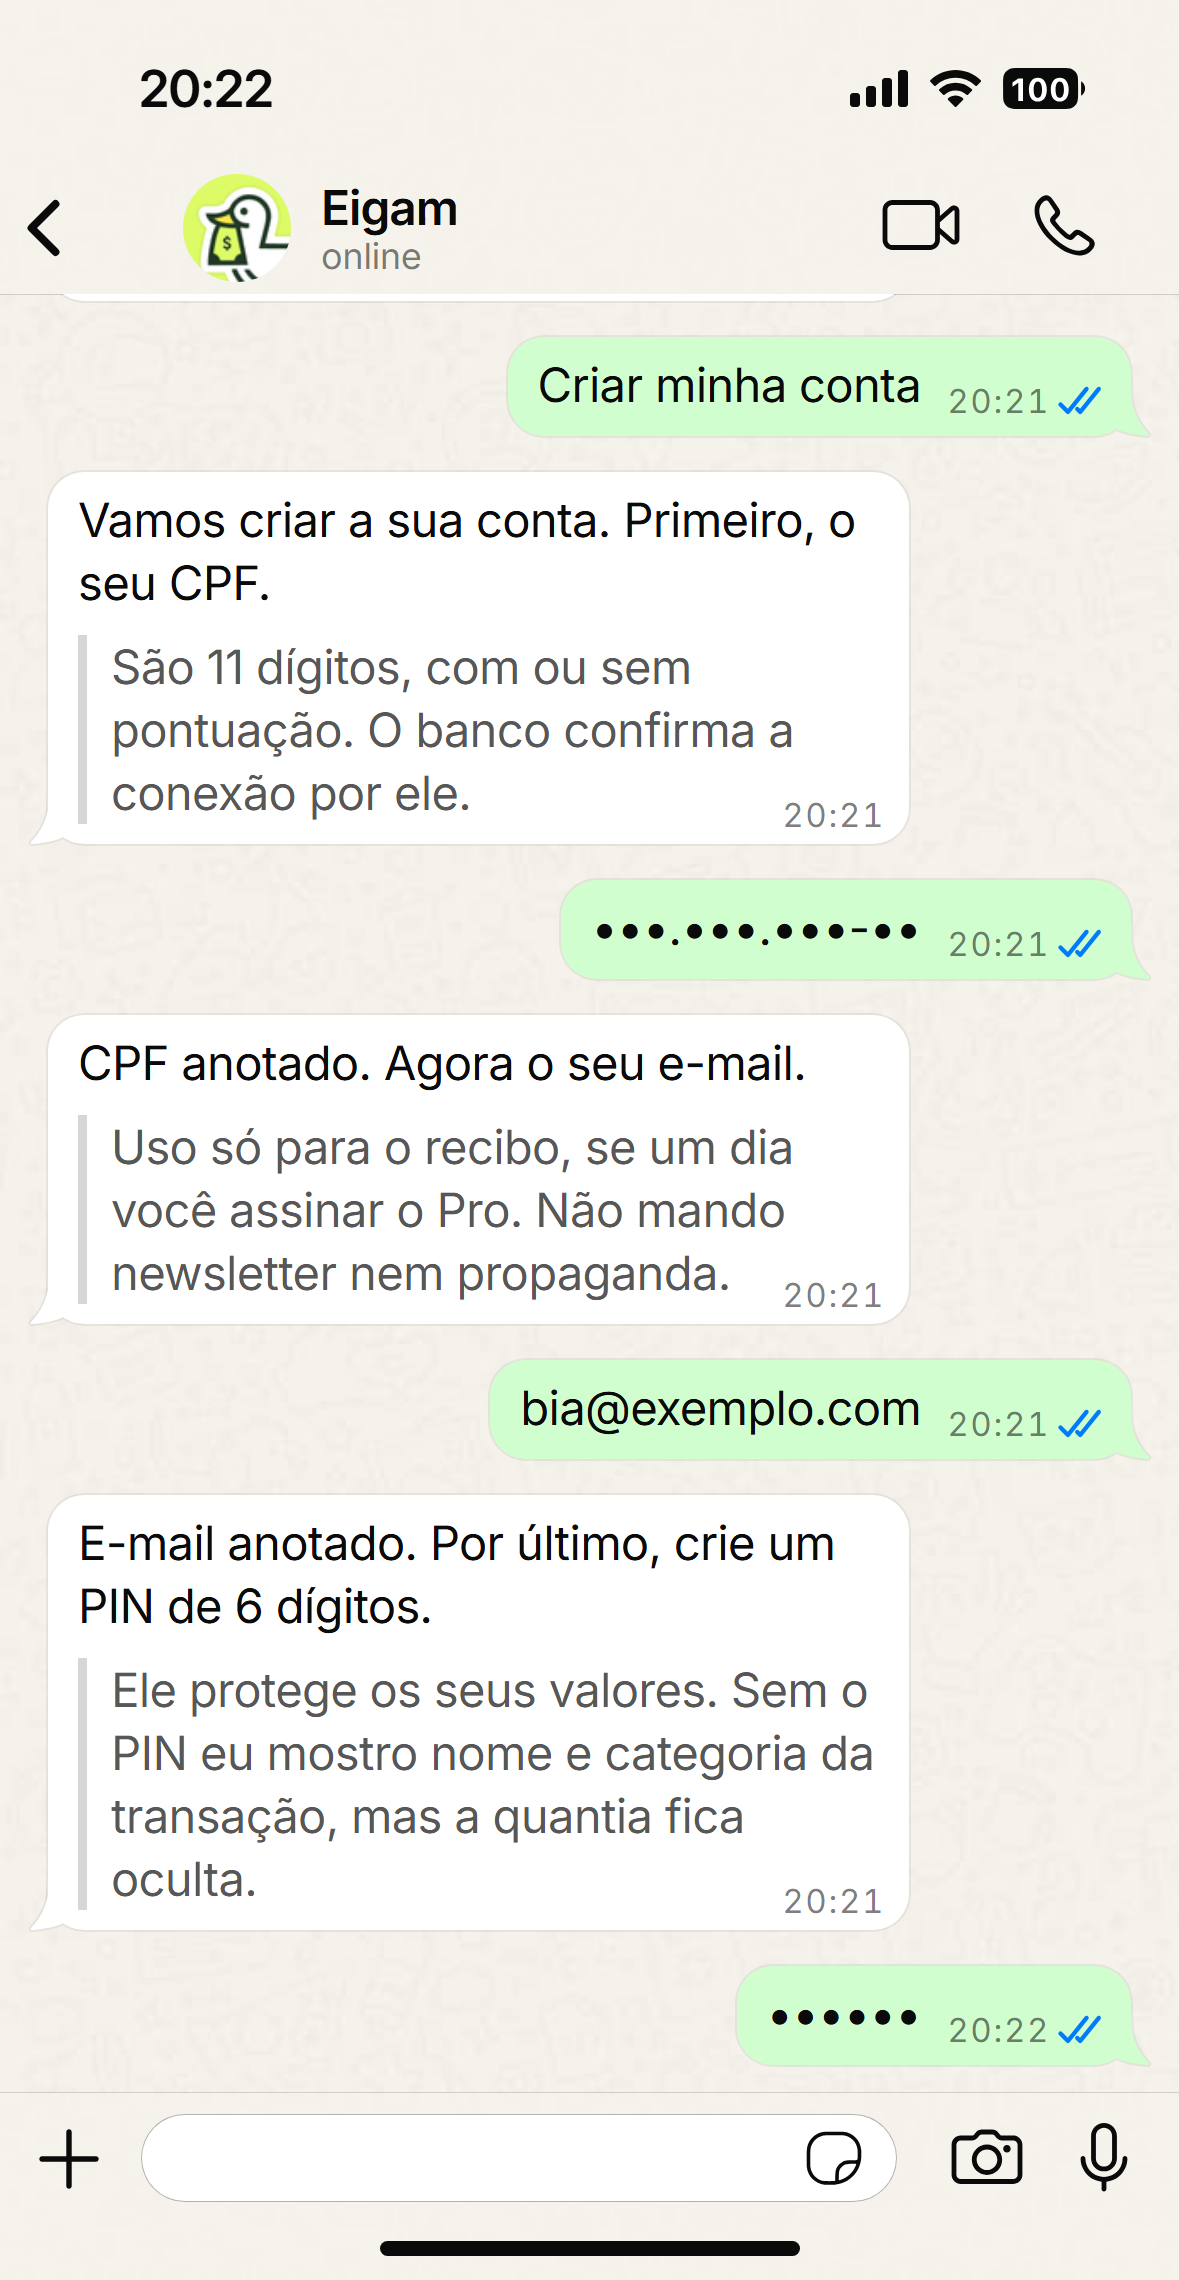 20:22
100
Eigam
online
Criar minha conta 20:21
Vamos criar a sua conta. Primeiro, o
seu CPF.
São 11 dígitos, com ou sem
pontuação. O banco confirma a
conexão por ele.
20:21
•••.•••.•••-•• 20:21
CPF anotado. Agora o seu e-mail.
Uso só para o recibo, se um dia
você assinar o Pro. Não mando
newsletter nem propaganda.
20:21
bia@exemplo.com 20:21
E-mail anotado. Por último, crie um
PIN de 6 dígitos.
Ele protege os seus valores. Sem o
PIN eu mostro nome e categoria da
transação, mas a quantia fica
oculta.
20:21
•••••• 20:22